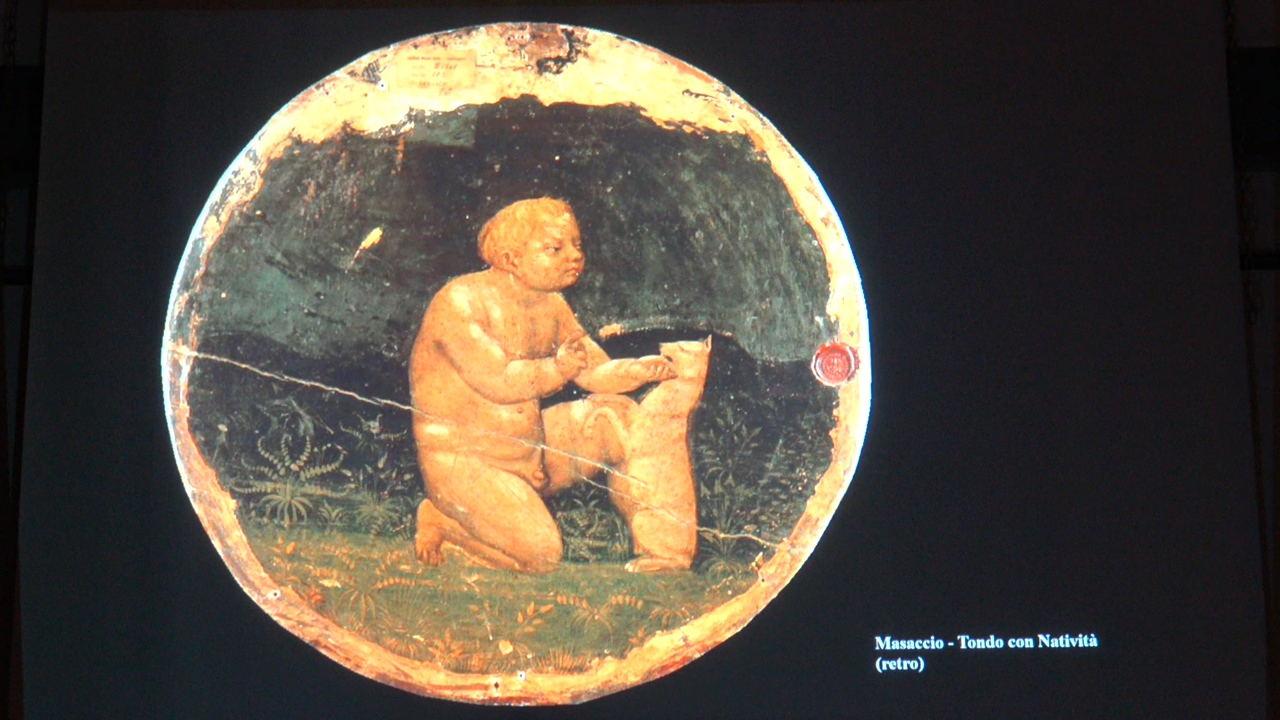 Masaccio - Tondo con Natività
(retro)